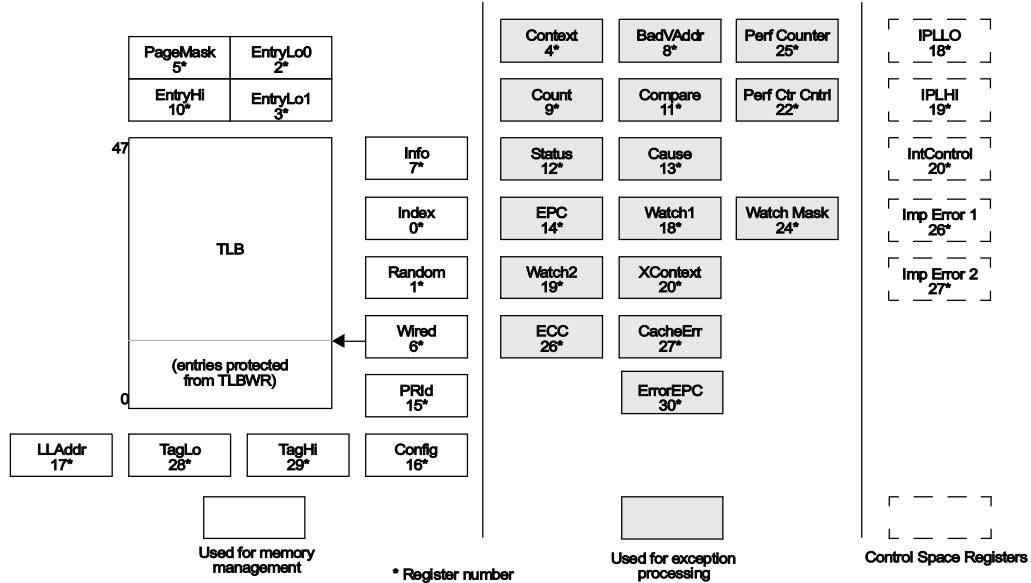 PageMask
5*
EntryLo0
2*
EntryHi
10*
EntryLo1
3*
47
TLB
(entries protected
from TLBWR)
0
Info
7*
Index
0*
Random
1*
Wired
6*
PRId
15*
LLAddr
17*
TagLo
28*
TagHi
29*
Config
16*
Used for memory
management
* Register number
Context
4*
BadVAddr
8*
Perf Counter
25*
Count
9*
Compare
11*
Perf Ctr Cntrl
22*
Status
12*
Cause
13*
EPC
14*
Watch1
18*
Watch Mask
24*
Watch2
19*
XContext
20*
ECC
26*
CacheErr
27*
ErrorEPC
30*
Used for exception
processing
IPLLO
18*
IPLHI
19*
IntControl
20*
Imp Error 1
26*
Imp Error 2
27*
Control Space Registers